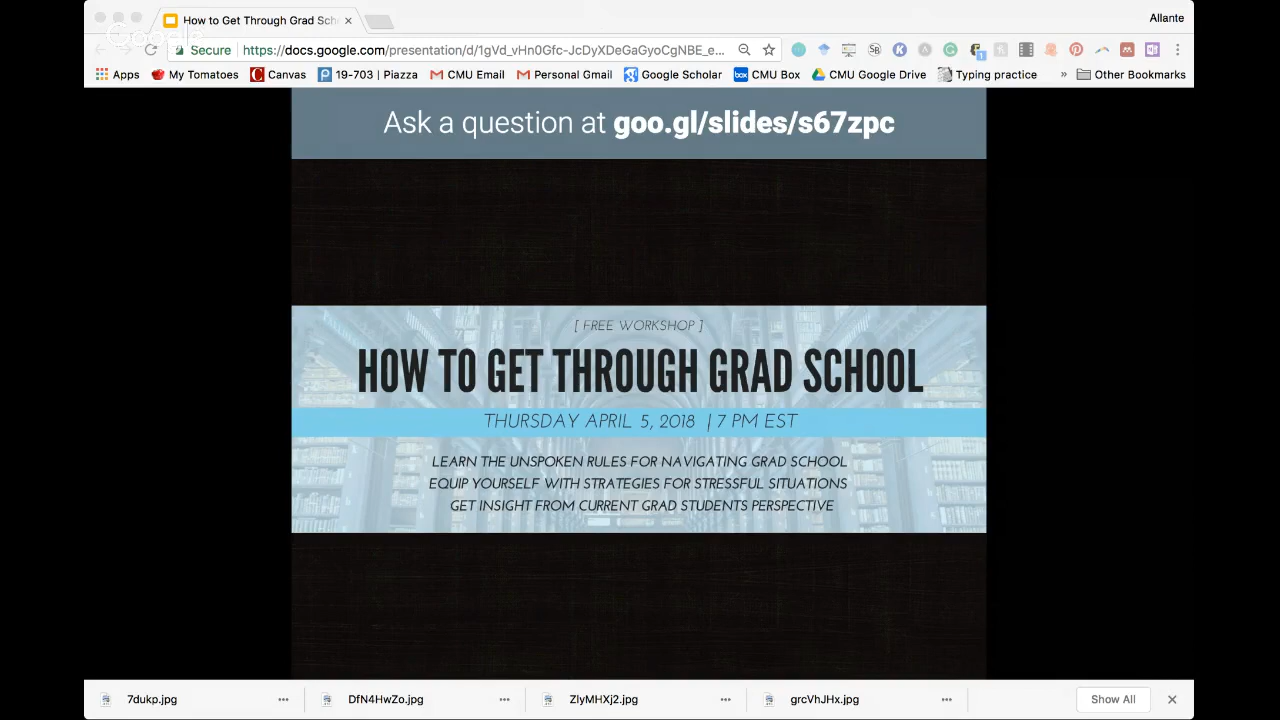 How to Get Through Grad Sch
Allante
Google
Secure
https://docs.google.com/presentation/d/1gVd_vHn0Gfc-JcDyXDeGaGyoCgNBE_e...
Apps
My Tomatoes
Canvas
19-703 | Piazza
CMU Email
Personal Gmail
Google Scholar
CMU Box
CMU Google Drive
Typing practice
»
Other Bookmarks
Ask a question at goo.gl/slides/s67zpc
[ FREE WORKSHOP ]
HOW TO GET THROUGH GRAD SCHOOL
THURSDAY APRIL 5, 2018 | 7 PM EST
LEARN THE UNSPOKEN RULES FOR NAVIGATING GRAD SCHOOL
EQUIP YOURSELF WITH STRATEGIES FOR STRESSFUL SITUATIONS
GET INSIGHT FROM CURRENT GRAD STUDENTS PERSPECTIVE
7dukp.jpg
DfN4HwZo.jpg
ZlyMHXj2.jpg
grcVhJHx.jpg
Show All